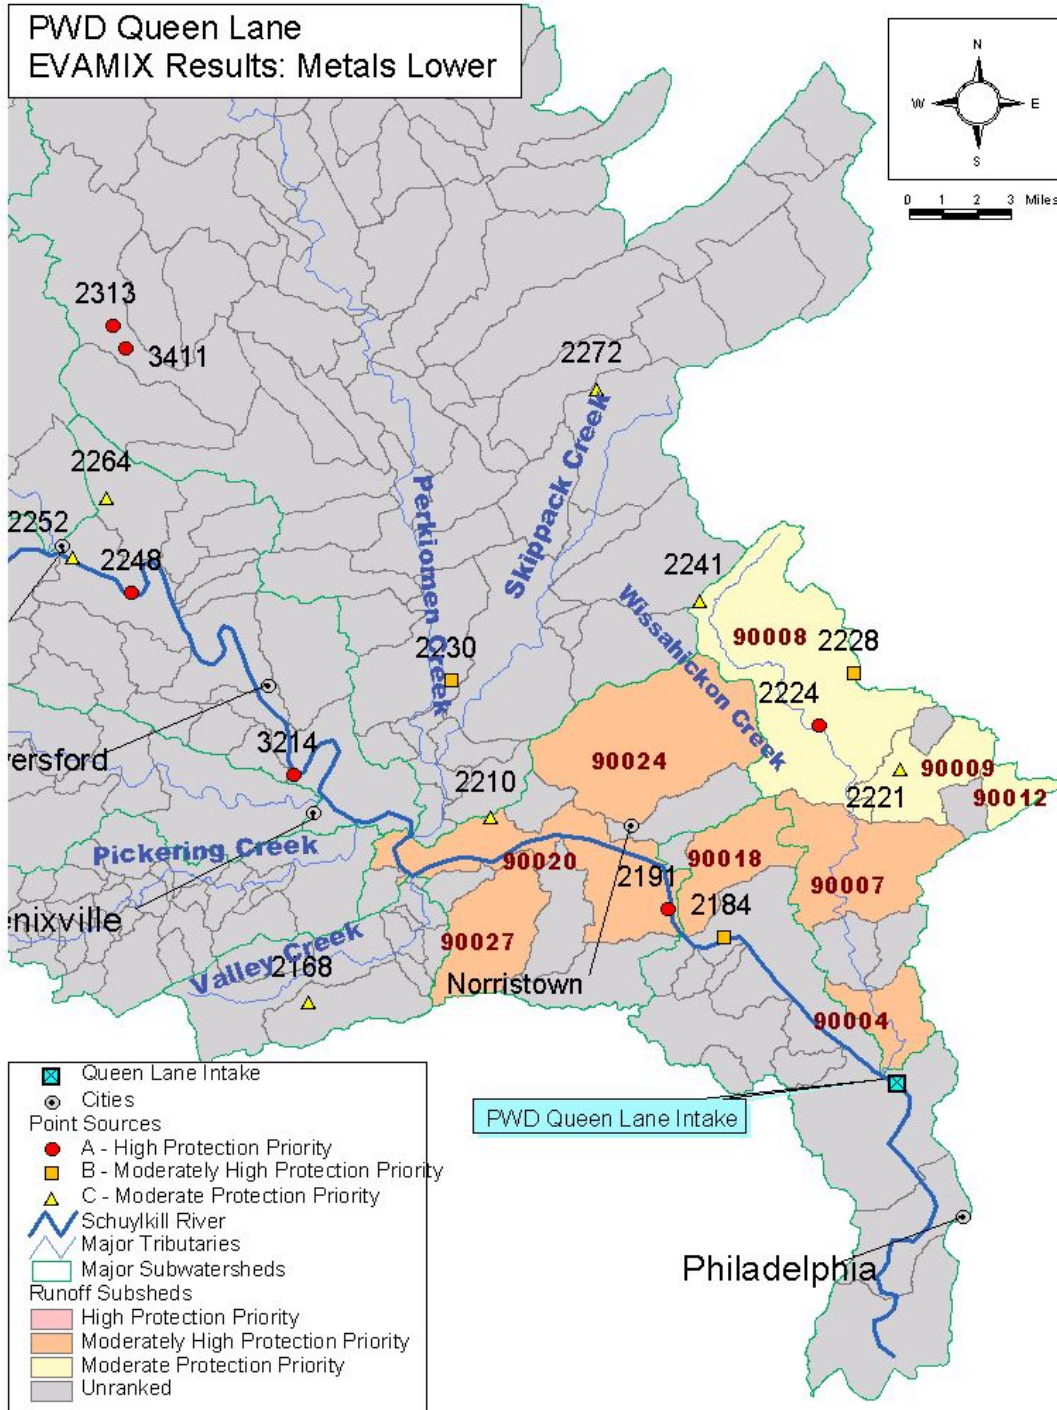 PWD Queen Lane
EVAMIX Results: Metals Lower
N
W
E
S
0 1 2 3 Miles
2313
3411
2272
Skippack Creek
2264
Perkiomen Creek
2252
2248
2241
Wissahickon Creek
90008
2228
2230
2224
3214
ersford
90024
90009
2210
2221
90012
Pickering Creek
90020
2191
90018
90007
2184
enixville
90027
Valley Creek
2168
Norristown
90004
PWD Queen Lane Intake
Philadelphia
Queen Lane Intake
Cities
Point Sources
A - High Protection Priority
B - Moderately High Protection Priority
C - Moderate Protection Priority
Schuylkill River
Major Tributaries
Major Subwatersheds
Runoff Subsheds
High Protection Priority
Moderately High Protection Priority
Moderate Protection Priority
Unranked